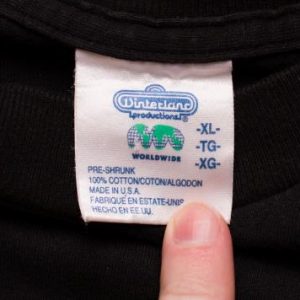 Winterland
productions®
WORLDWIDE
-XL-
-TG-
-XG-
PRE-SHRUNK
100% COTTON/COTON/ALGODON
MADE IN U.S.A.
FABRIQUE EN ESTATE-UNIS
HECHO EN EE.UU.